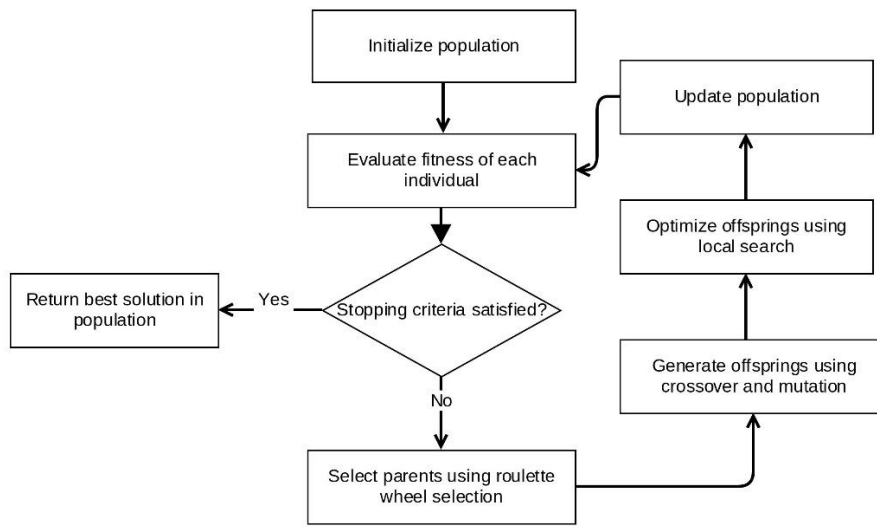 Initialize population
Update population
Evaluate fitness of each
individual
Optimize offsprings using
local search
Return best solution in
population
Yes
Stopping criteria satisfied?
Generate offsprings using
crossover and mutation
No
Select parents using roulette
wheel selection